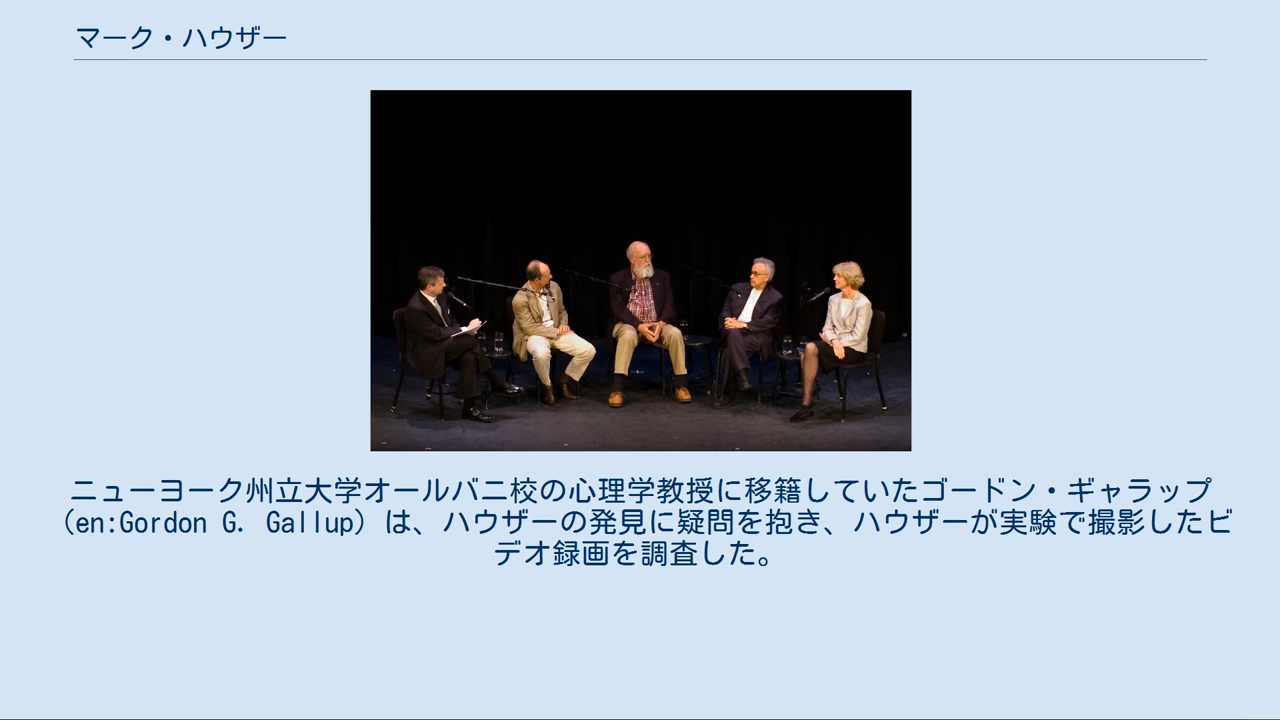 マーク・ハウザー
ニューヨーク州立大学オールバニ校の心理学教授に移籍していたゴードン・ギャラップ
(en:Gordon G. Gallup) は、ハウザーの発見に疑問を抱き、ハウザーが実験で撮影したビ
デオ録画を調査した。